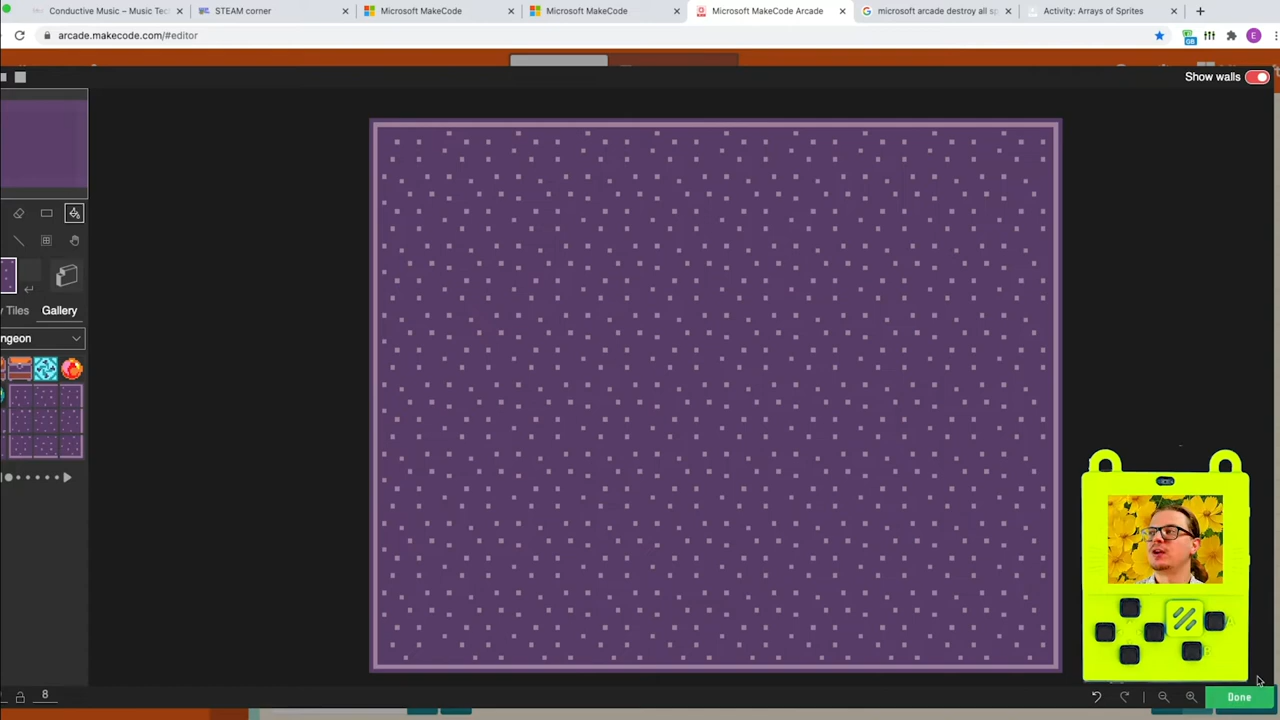 Conductive Music – Music Tec
STEAM corner
Microsoft MakeCode
Microsoft MakeCode
Microsoft MakeCode Arcade
microsoft arcade destroy all sp
Activity: Arrays of Sprites
arcade.makecode.com/#editor
GB
E
Show walls
y Tiles
Gallery
ngeon
8
Done